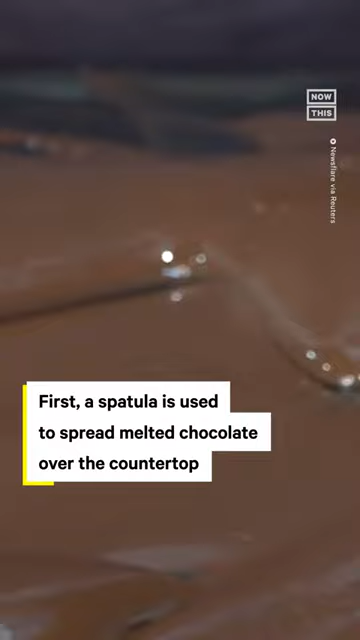 NOW
THIS
Newsflare via Reuters
First, a spatula is used
to spread melted chocolate
over the countertop